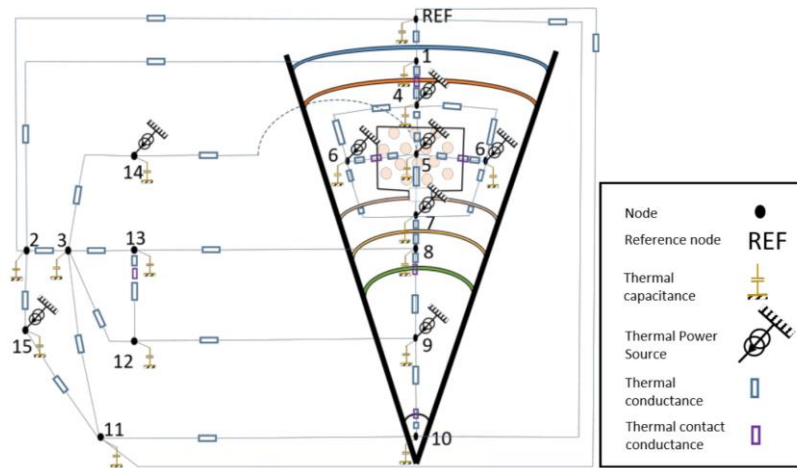 REF
1
4
6
6
5
14
7
2
3
13
8
15
12
9
11
10
Node
Reference node REF
Thermal
capacitance
Thermal Power
Source
Thermal
conductance
Thermal contact
conductance